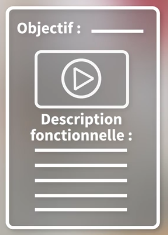 Objectif :
Description
fonctionnelle :